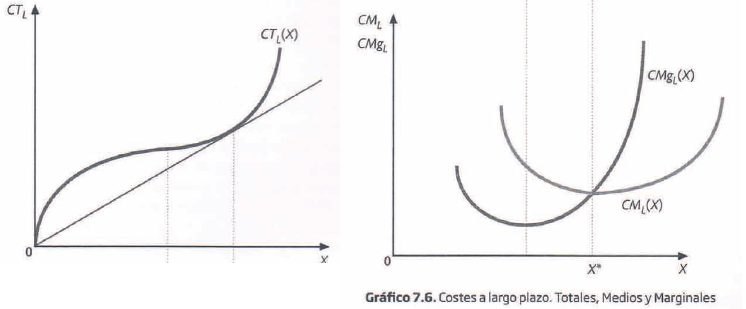 CT_L
CT_L(X)
0
X
CM_L
CMg_L
CMg_L(X)
CM_L(X)
0
X*
X
Gráfico 7.6. Costes a largo plazo. Totales, Medios y Marginales